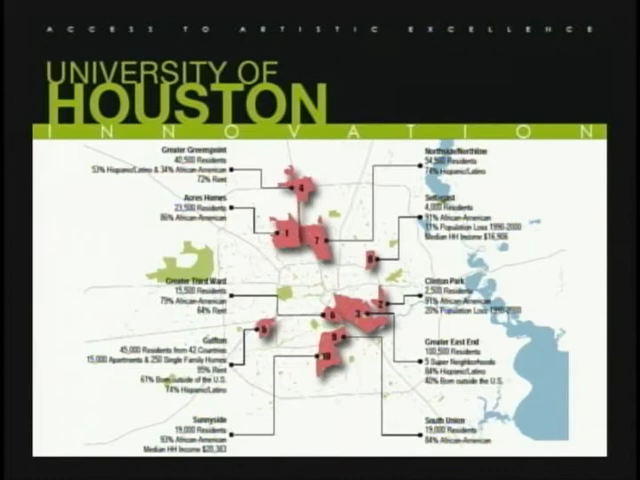 ACCESS TO ARTISTIC EXCELLENCE
UNIVERSITY OF
HOUSTON
INNOVATION
Greater Greenspoint
40,500 Residents
53% Hispanic/Latino & 34% African-American
72% Rent
Acres Homes
23,500 Residents
86% African-American
Greater Third Ward
15,500 Residents
79% African-American
64% Rent
Gulfton
45,000 Residents from 42 Countries
15,000 Apartments & 250 Single Family Homes
95% Rent
61% Born outside of the U.S.
74% Hispanic/Latino
Sunnyside
19,000 Residents
93% African-American
Median HH Income
Northside/Northline
54,500 Residents
74% Hispanic/Latino
Settegast
4,000 Residents
91% African-American
11% Population Loss 1990-2000
Median HH Income $16,906
Clinton Park
2,500 Residents
91% African-American
20% Population Loss 1990-2000
Greater East End
100,500 Residents
5 Super Neighborhoods
84% Hispanic/Latino
40% Born outside the U.S.
South Union
19,000 Residents
84% African-American
4
1
7
8
2
3
6
5
9
10